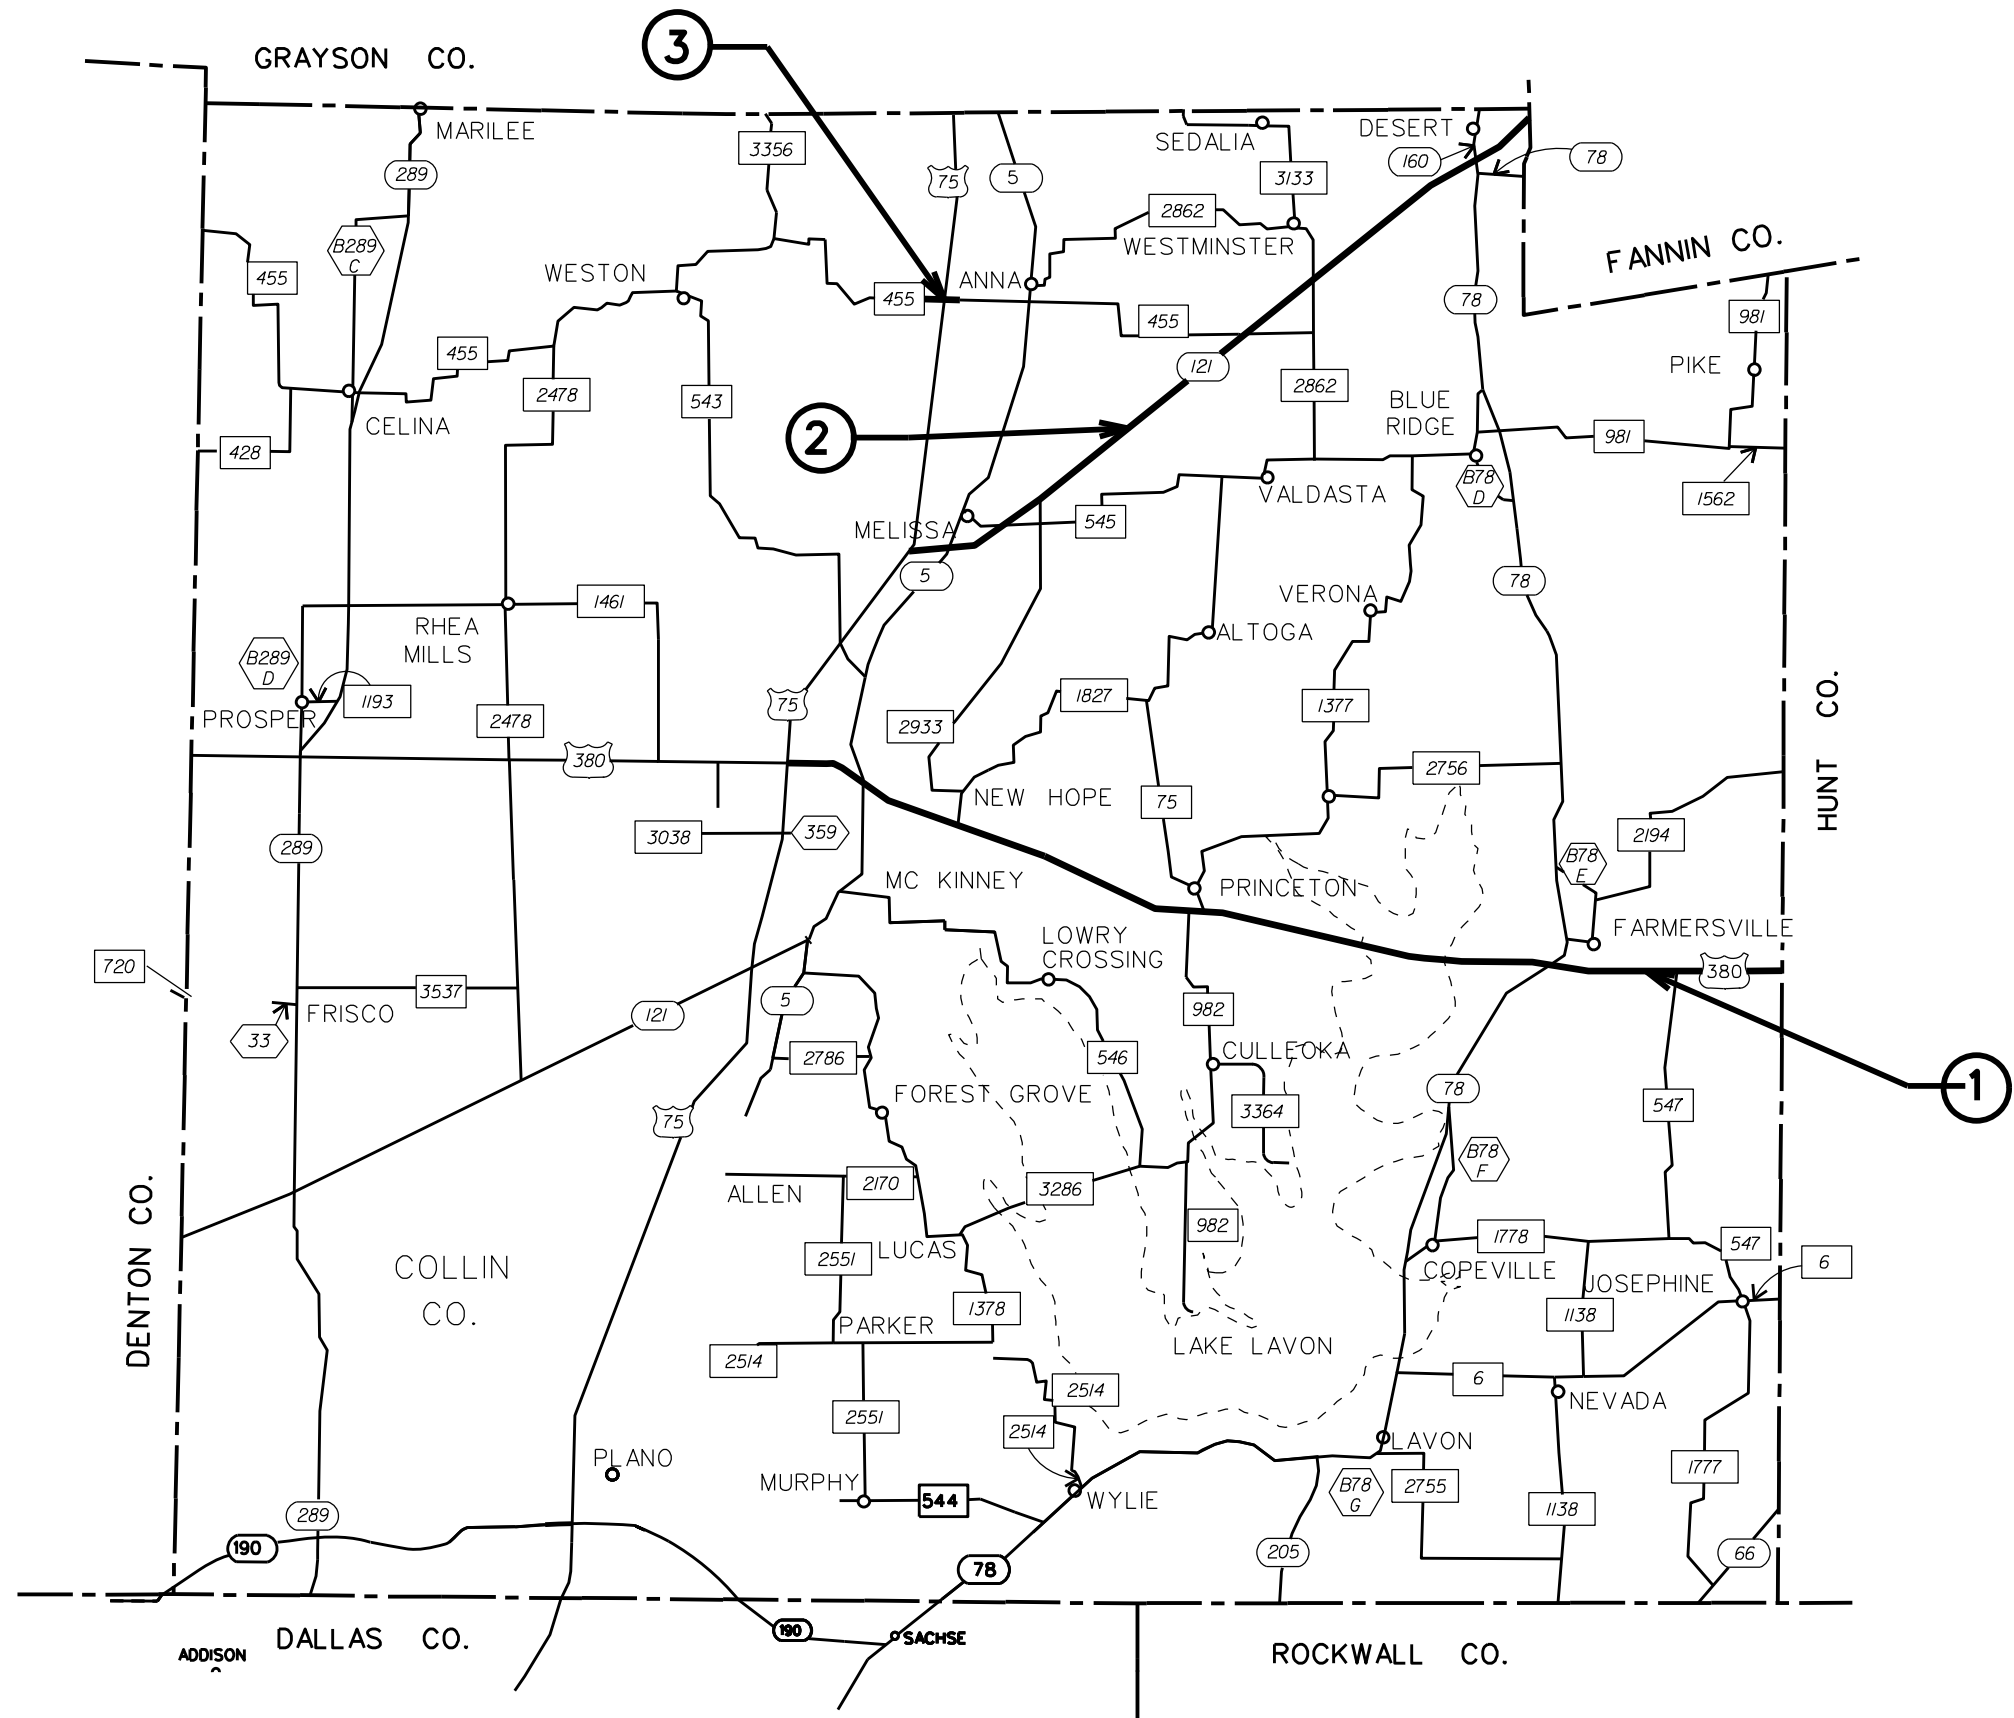 GRAYSON CO.
3
MARILEE
3356
SEDALIA
DESERT
160
78
289
75
5
3133
2862
B289
C
WESTMINSTER
FANNIN CO.
455
WESTON
455
ANNA
78
981
455
455
121
PIKE
2478
543
2862
BLUE
RIDGE
CELINA
2
428
981
VALDASTA
B78
D
1562
MELISSA
545
5
78
1461
VERONA
RHEA
MILLS
ALTOGA
B289
D
1193
75
1827
1377
HUNT CO.
PROSPER
2478
2933
380
2756
NEW HOPE
75
289
3038
359
2194
B78
E
MC KINNEY
PRINCETON
FARMERSVILLE
LOWRY
CROSSING
720
380
3537
5
982
FRISCO
121
33
2786
546
CULLEOKA
1
FOREST GROVE
78
75
3364
547
B78
F
DENTON CO.
ALLEN
2170
3286
982
1778
547
LUCAS
2551
6
COLLIN
CO.
COPEVILLE
JOSEPHINE
1378
1138
PARKER
LAKE LAVON
2514
6
2514
NEVADA
2551
2514
LAVON
PLANO
1777
MURPHY
B78
G
2755
544
WYLIE
1138
289
190
205
66
78
190
SACHSE
DALLAS CO.
ADDISON
ROCKWALL CO.